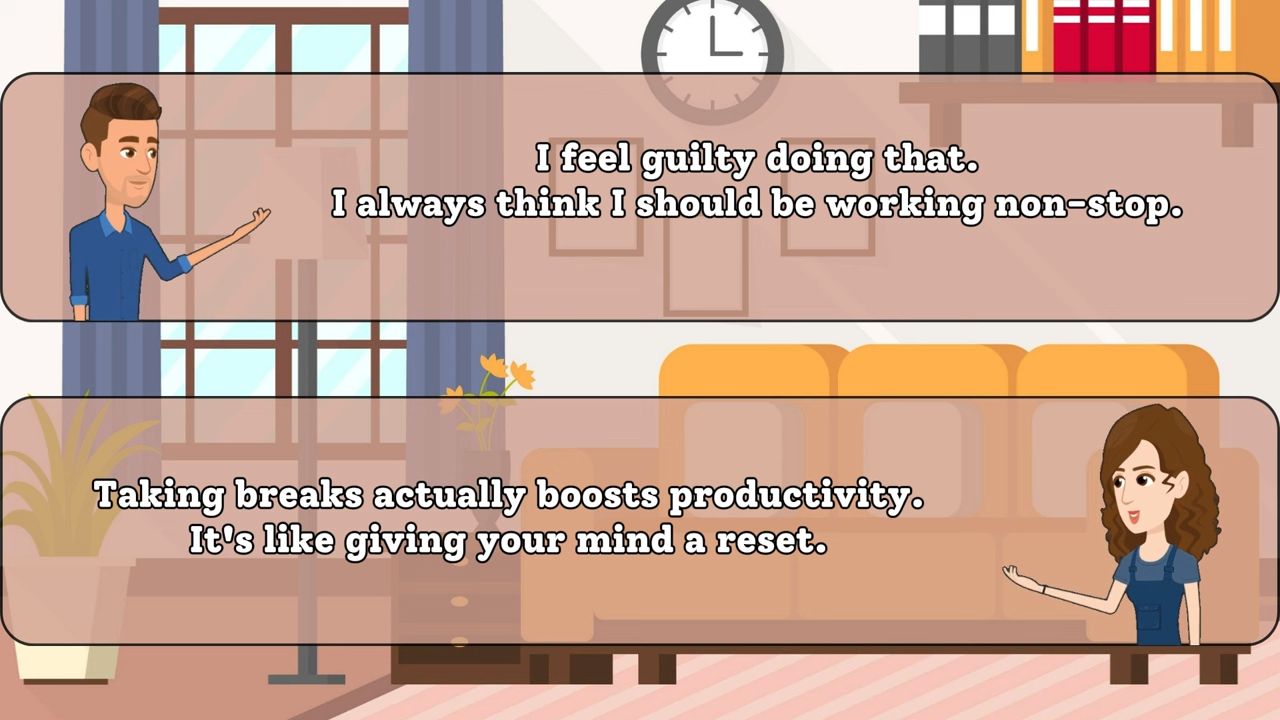 I feel guilty doing that.
I always think I should be working non-stop.
Taking breaks actually boosts productivity.
It's like giving your mind a reset.